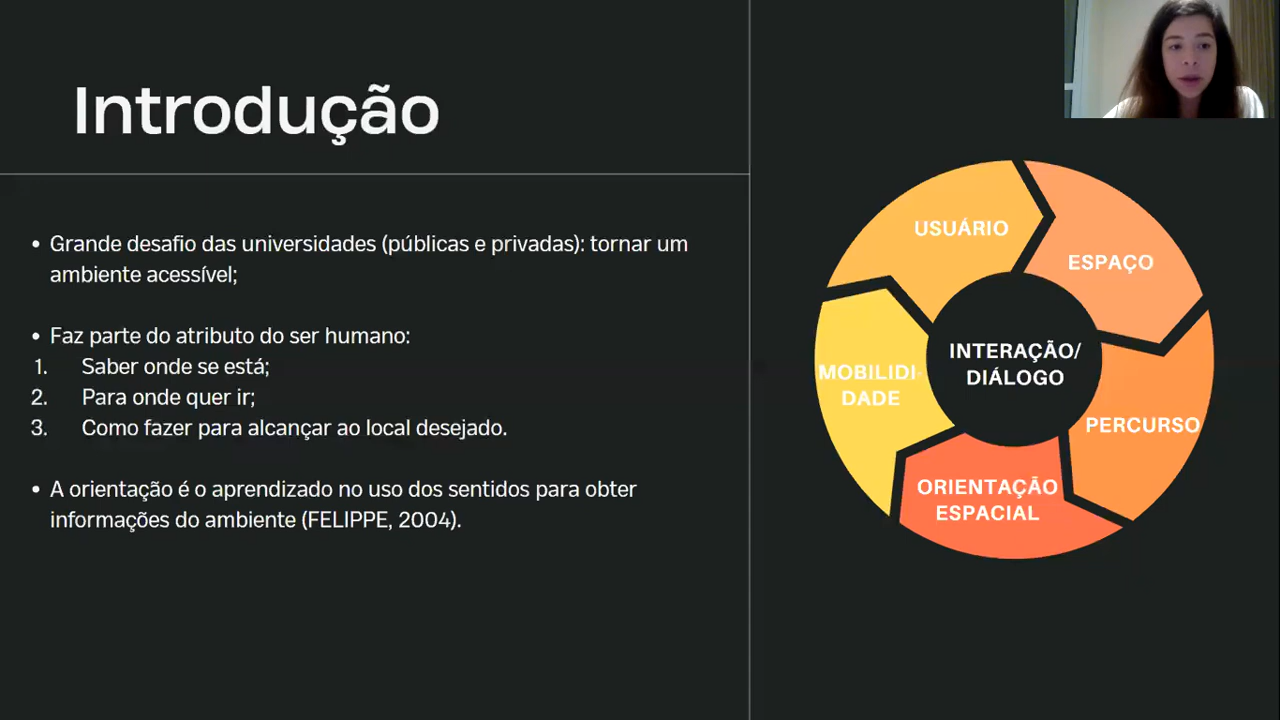 Introdução
• Grande desafio das universidades (públicas e privadas): tornar um
ambiente acessível;
• Faz parte do atributo do ser humano:
1. Saber onde se está;
2. Para onde quer ir;
3. Como fazer para alcançar ao local desejado.
• A orientação é o aprendizado no uso dos sentidos para obter
informações do ambiente (FELIPPE, 2004).
USUÁRIO
ESPAÇO
PERCURSO
ORIENTAÇÃO
ESPACIAL
MOBILIDI-
DADE
INTERAÇÃO/
DIÁLOGO